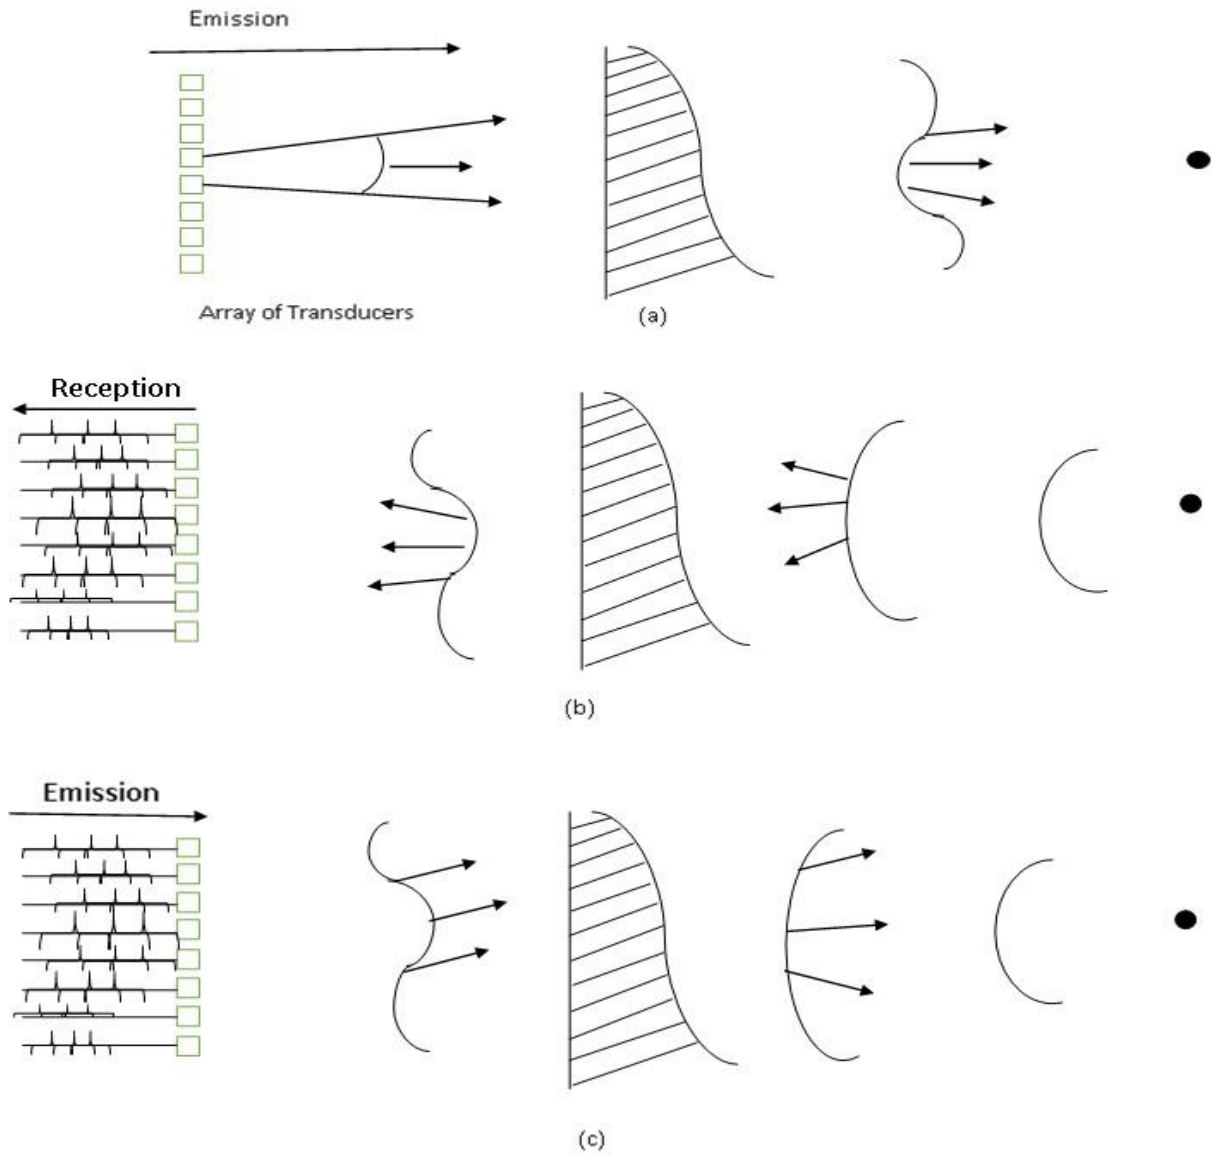 Emission
Array of Transducers
(a)
Reception
(b)
Emission
(c)